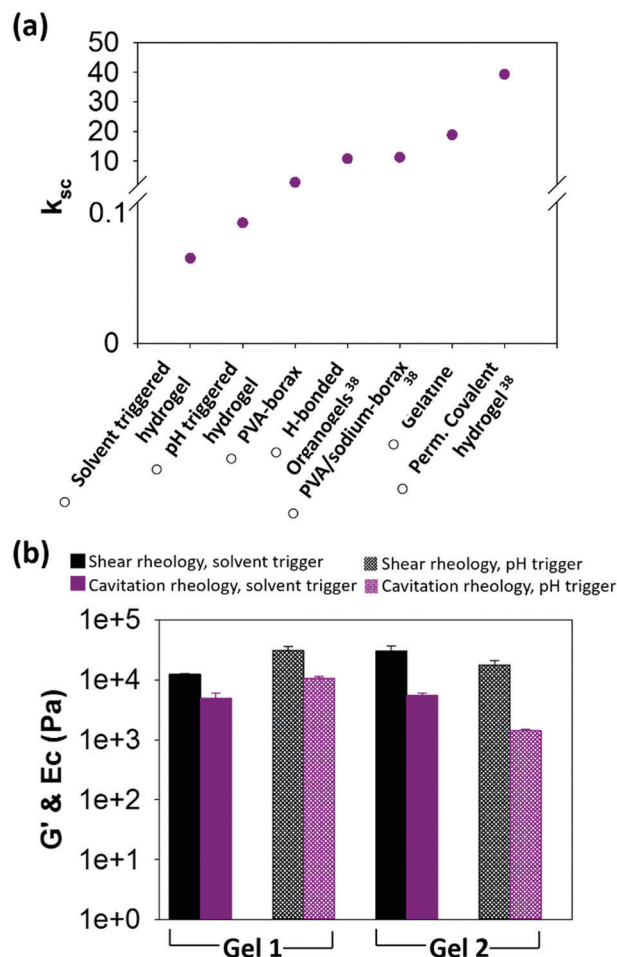 (a)
50
40
30
20
10
0.1
0
k_sc
Solvent triggered
hydrogel
pH triggered
hydrogel
PVA-borax
H-bonded
Organogels 38
PVA/sodium-borax 38
Gelatine
Perm. Covalent
hydrogel 38
(b)
Shear rheology, solvent trigger
Shear rheology, pH trigger
Cavitation rheology, solvent trigger
Cavitation rheology, pH trigger
1e+5
1e+4
1e+3
1e+2
1e+1
1e+0
G' & Ec (Pa)
Gel 1
Gel 2